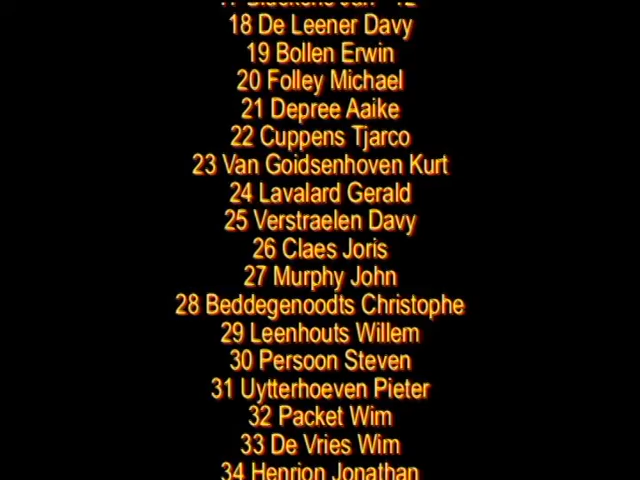 18 De Leener Davy
19 Bollen Erwin
20 Folley Michael
21 Depree Aaike
22 Cuppens Tjarco
23 Van Goidsenhoven Kurt
24 Lavalard Gerald
25 Verstraelen Davy
26 Claes Joris
27 Murphy John
28 Beddegenoodts Christophe
29 Leenhouts Willem
30 Persoon Steven
31 Uytterhoeven Pieter
32 Packet Wim
33 De Vries Wim
34 Henrion Jonathan